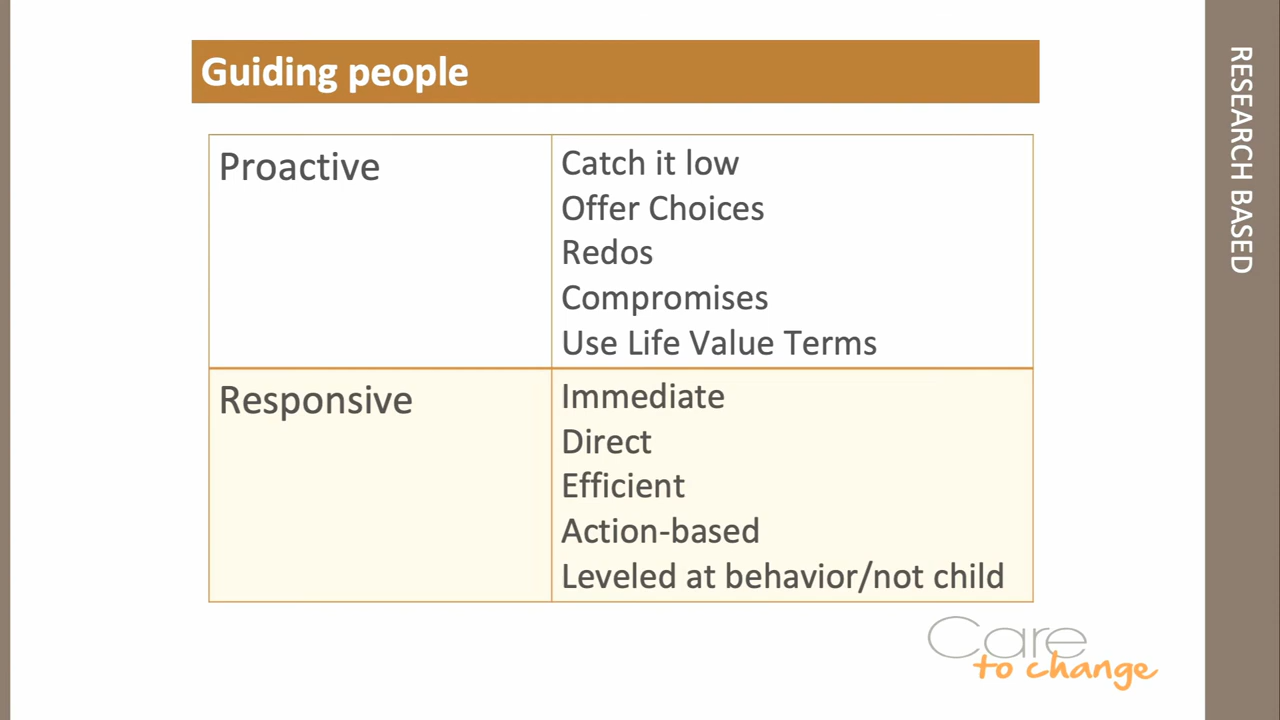 Guiding people
Proactive
Catch it low
Offer Choices
Redos
Compromises
Use Life Value Terms
Responsive
Immediate
Direct
Efficient
Action-based
Leveled at behavior/not child
Care
to change
RESEARCH BASED